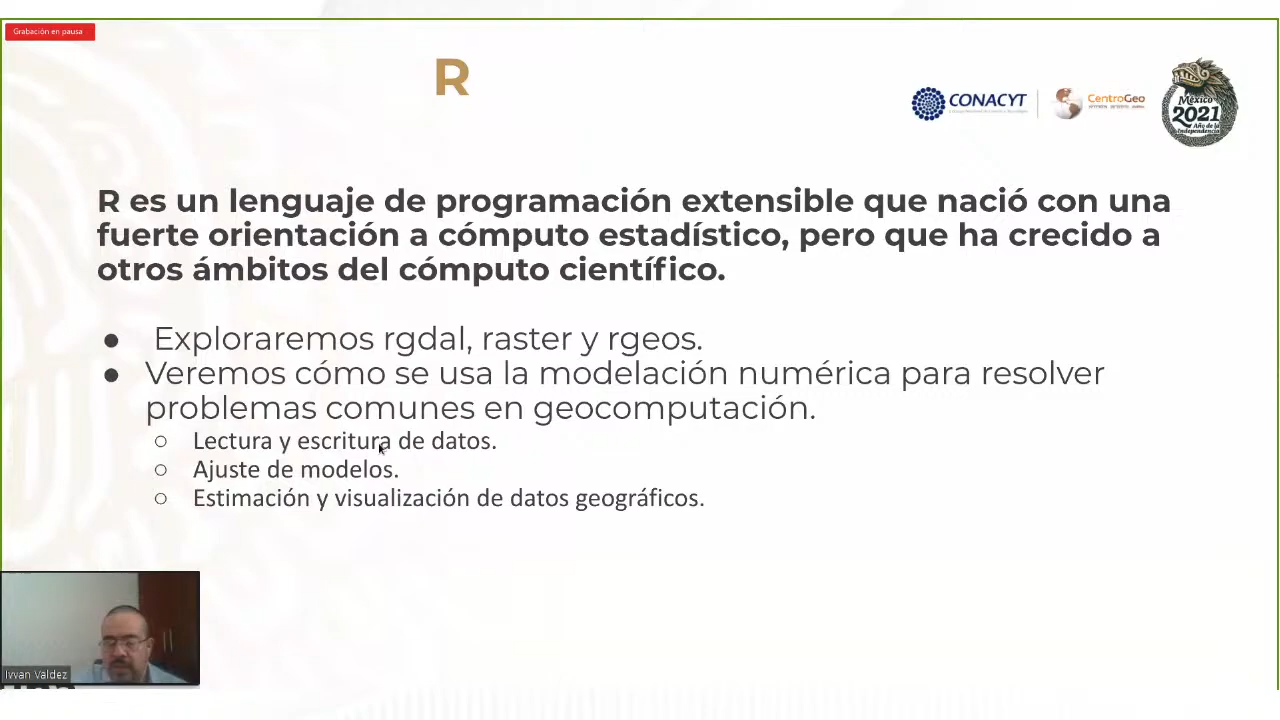 Grabación en pausa
R
CONACYT
CentroGeo
México
2021
Año de la
Independencia
R es un lenguaje de programación extensible que nació con una
fuerte orientación a cómputo estadístico, pero que ha crecido a
otros ámbitos del cómputo científico.
● Exploraremos rgdal, raster y rgeos.
● Veremos cómo se usa la modelación numérica para resolver
problemas comunes en geocomputación.
○ Lectura y escritura de datos.
○ Ajuste de modelos.
○ Estimación y visualización de datos geográficos.
Ivvan Valdez